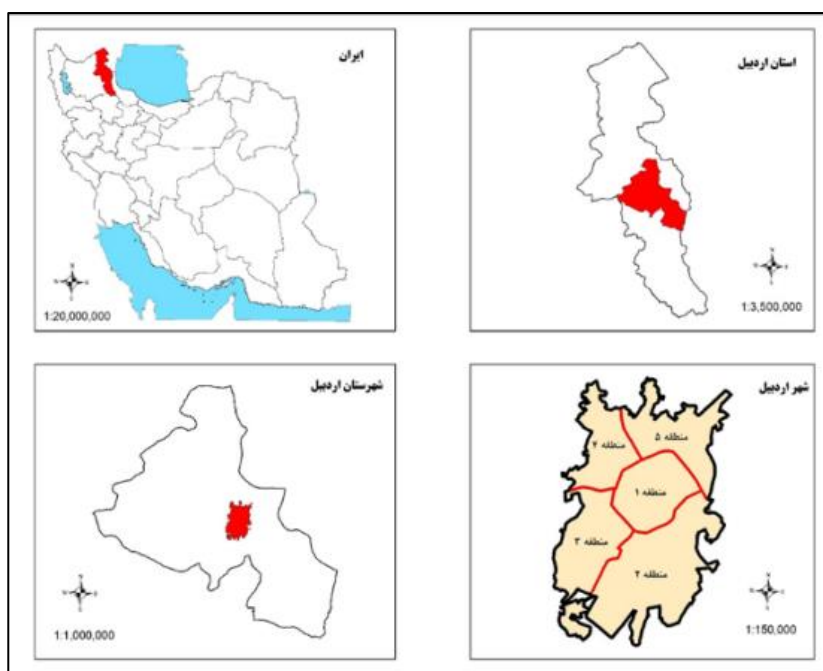 ایران
1:20,000,000
استان اردبیل
1:3,500,000
شهرستان اردبیل
1:1,000,000
شهر اردبیل
منطقه ۵
منطقه ۴
منطقه ۱
منطقه ۳
منطقه ۲
1:150,000